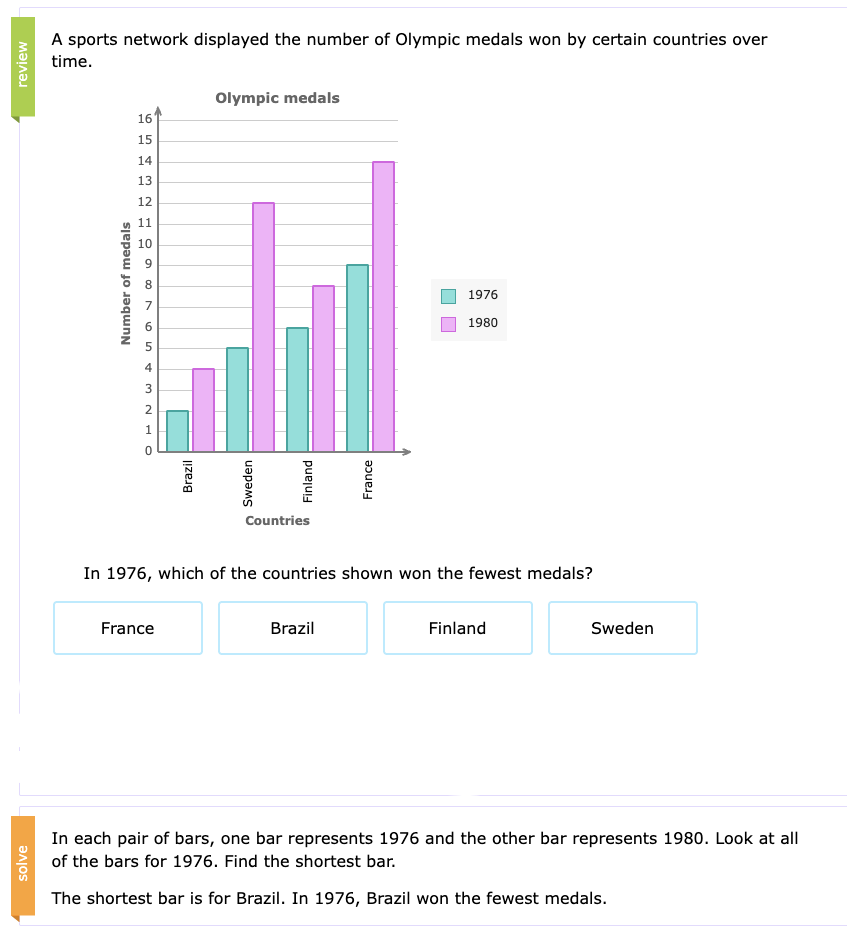 review
A sports network displayed the number of Olympic medals won by certain countries over
time.
Olympic medals
16
15
14
13
12
11
10
9
8
7
6
5
4
3
2
1
0
Number of medals
Brazil
Sweden
Finland
France
Countries
1976
1980
In 1976, which of the countries shown won the fewest medals?
France
Brazil
Finland
Sweden
solve
In each pair of bars, one bar represents 1976 and the other bar represents 1980. Look at all
of the bars for 1976. Find the shortest bar.
The shortest bar is for Brazil. In 1976, Brazil won the fewest medals.